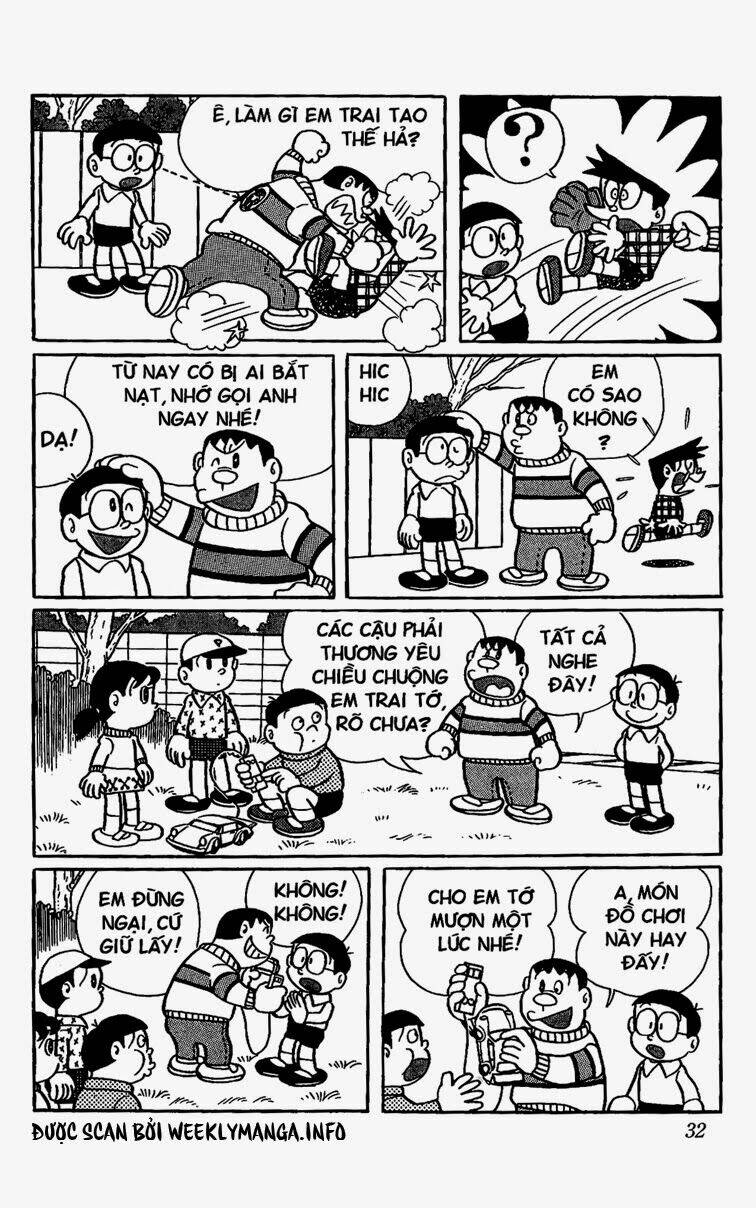 ?
Ê, LÀM GÌ EM TRAI TAO
THẾ HẢ?
EM
CÓ SAO
KHÔNG
?
HIC
HIC
TỪ NAY CÓ BỊ AI BẮT
NẠT, NHỚ GỌI ANH
NGAY NHÉ!
DẠ!
TẤT CẢ
NGHE
ĐÂY!
CÁC CẬU PHẢI
THƯƠNG YÊU
CHIỀU CHUỘNG
EM TRAI TỚ,
RÕ CHƯA?
A, MÓN
ĐỒ CHƠI
NÀY HAY
ĐẤY!
CHO EM TỚ
MƯỢN MỘT
LÚC NHÉ!
KHÔNG!
KHÔNG!
EM ĐỪNG
NGẠI, CỨ
GIỮ LẤY!
ĐƯỢC SCAN BỞI WEEKLYMANGA.INFO
32